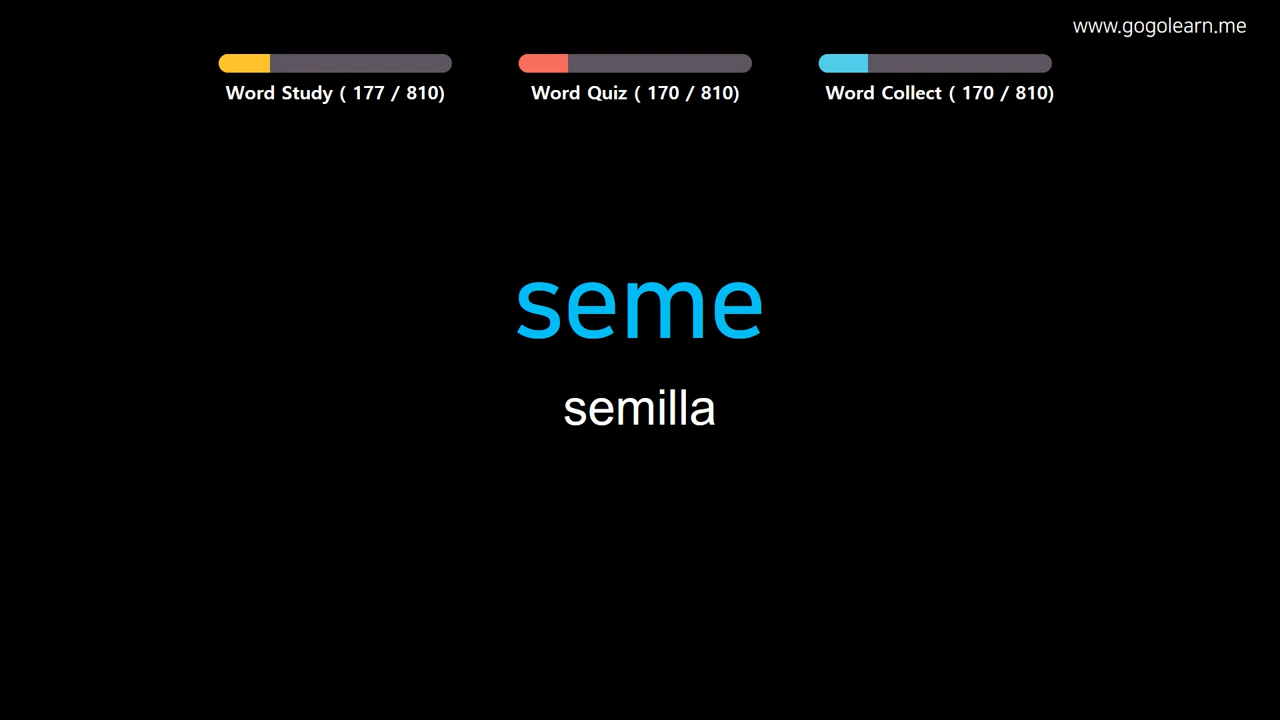 www.gogolearn.me
Word Study ( 177 / 810)
Word Quiz ( 170 / 810)
Word Collect ( 170 / 810)
seme
semilla